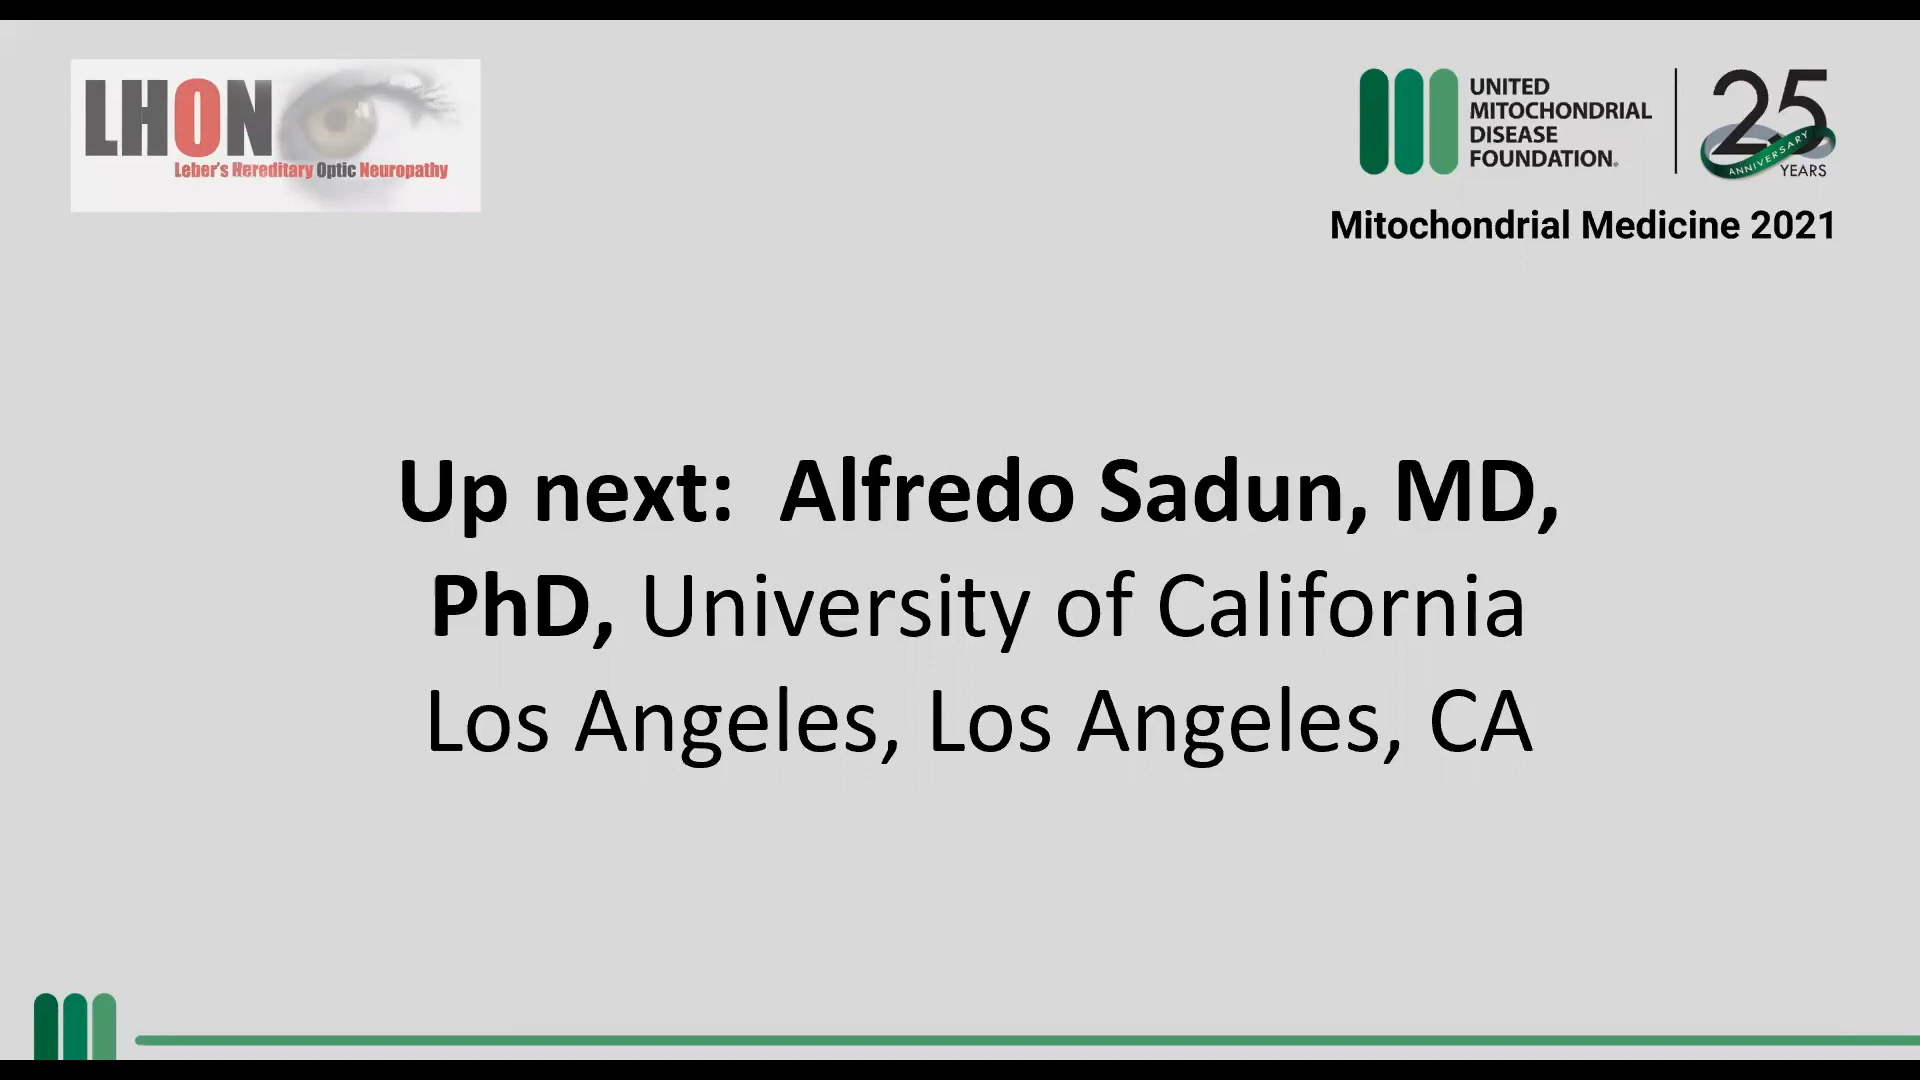 LHON
Leber's Hereditary Optic Neuropathy
UNITED
MITOCHONDRIAL
DISEASE
FOUNDATION®
25
ANNIVERSARY
YEARS
Mitochondrial Medicine 2021
Up next: Alfredo Sadun, MD,
PhD, University of California
Los Angeles, Los Angeles, CA